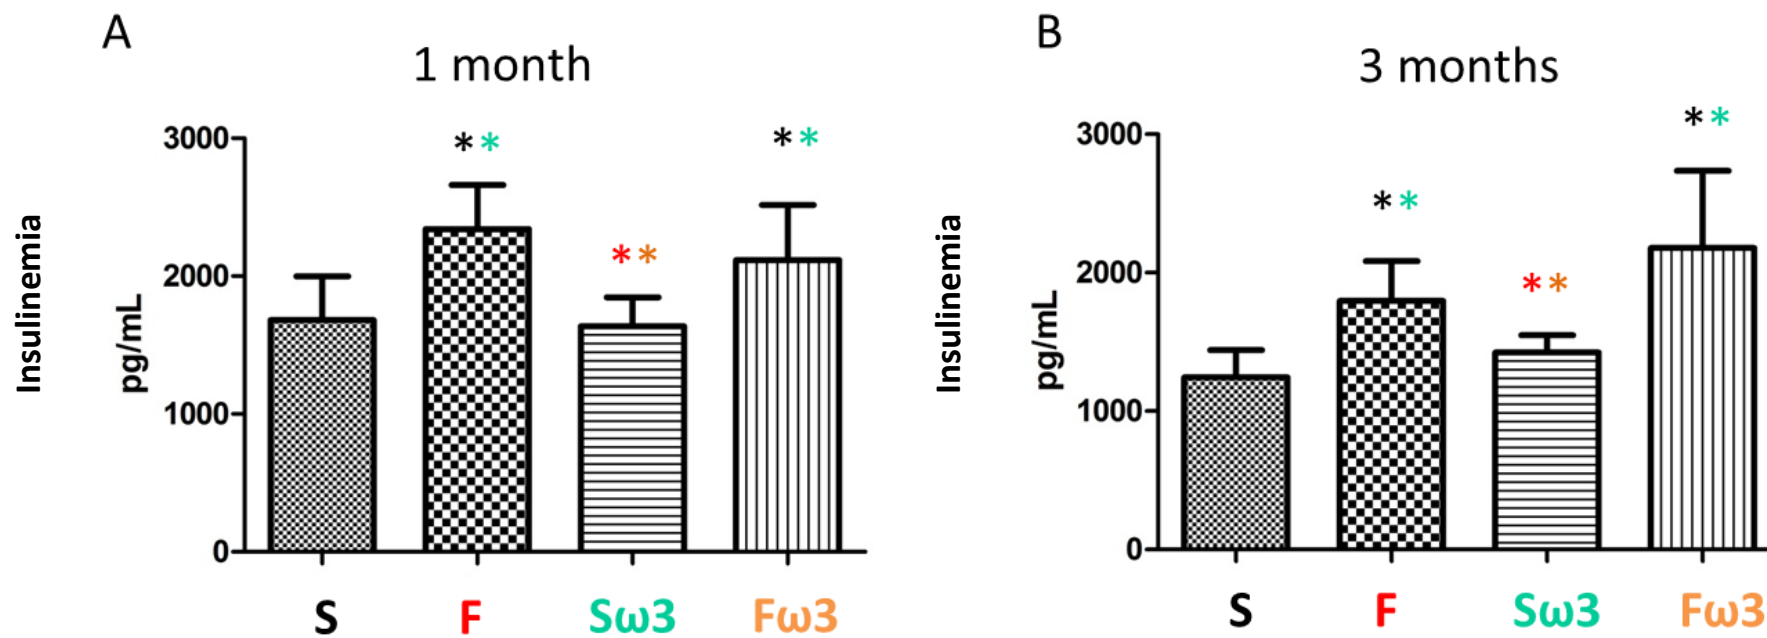 A
1 month
Insulinemia
pg/mL
3000
2000
1000
0
* *
* *
* *
S F Sω3 Fω3
B
3 months
Insulinemia
pg/mL
3000
2000
1000
0
* *
* *
* *
S F Sω3 Fω3